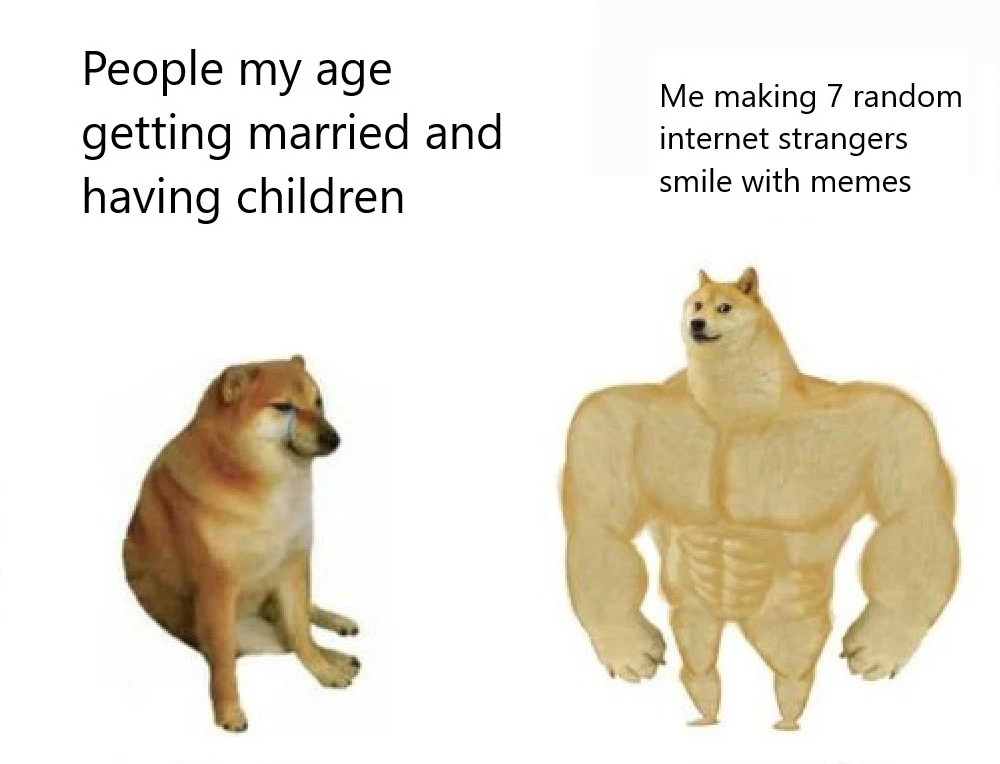 People my age
getting married and
having children
Me making 7 random
internet strangers
smile with memes